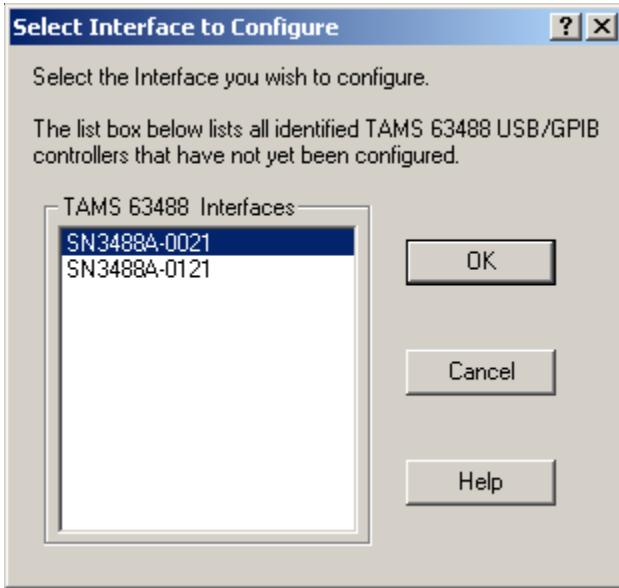 Select Interface to Configure
Select the Interface you wish to configure.
The list box below lists all identified TAMS 63488 USB/GPIB
controllers that have not yet been configured.
TAMS 63488 Interfaces
SN3488A-0021
SN3488A-0121
OK
Cancel
Help